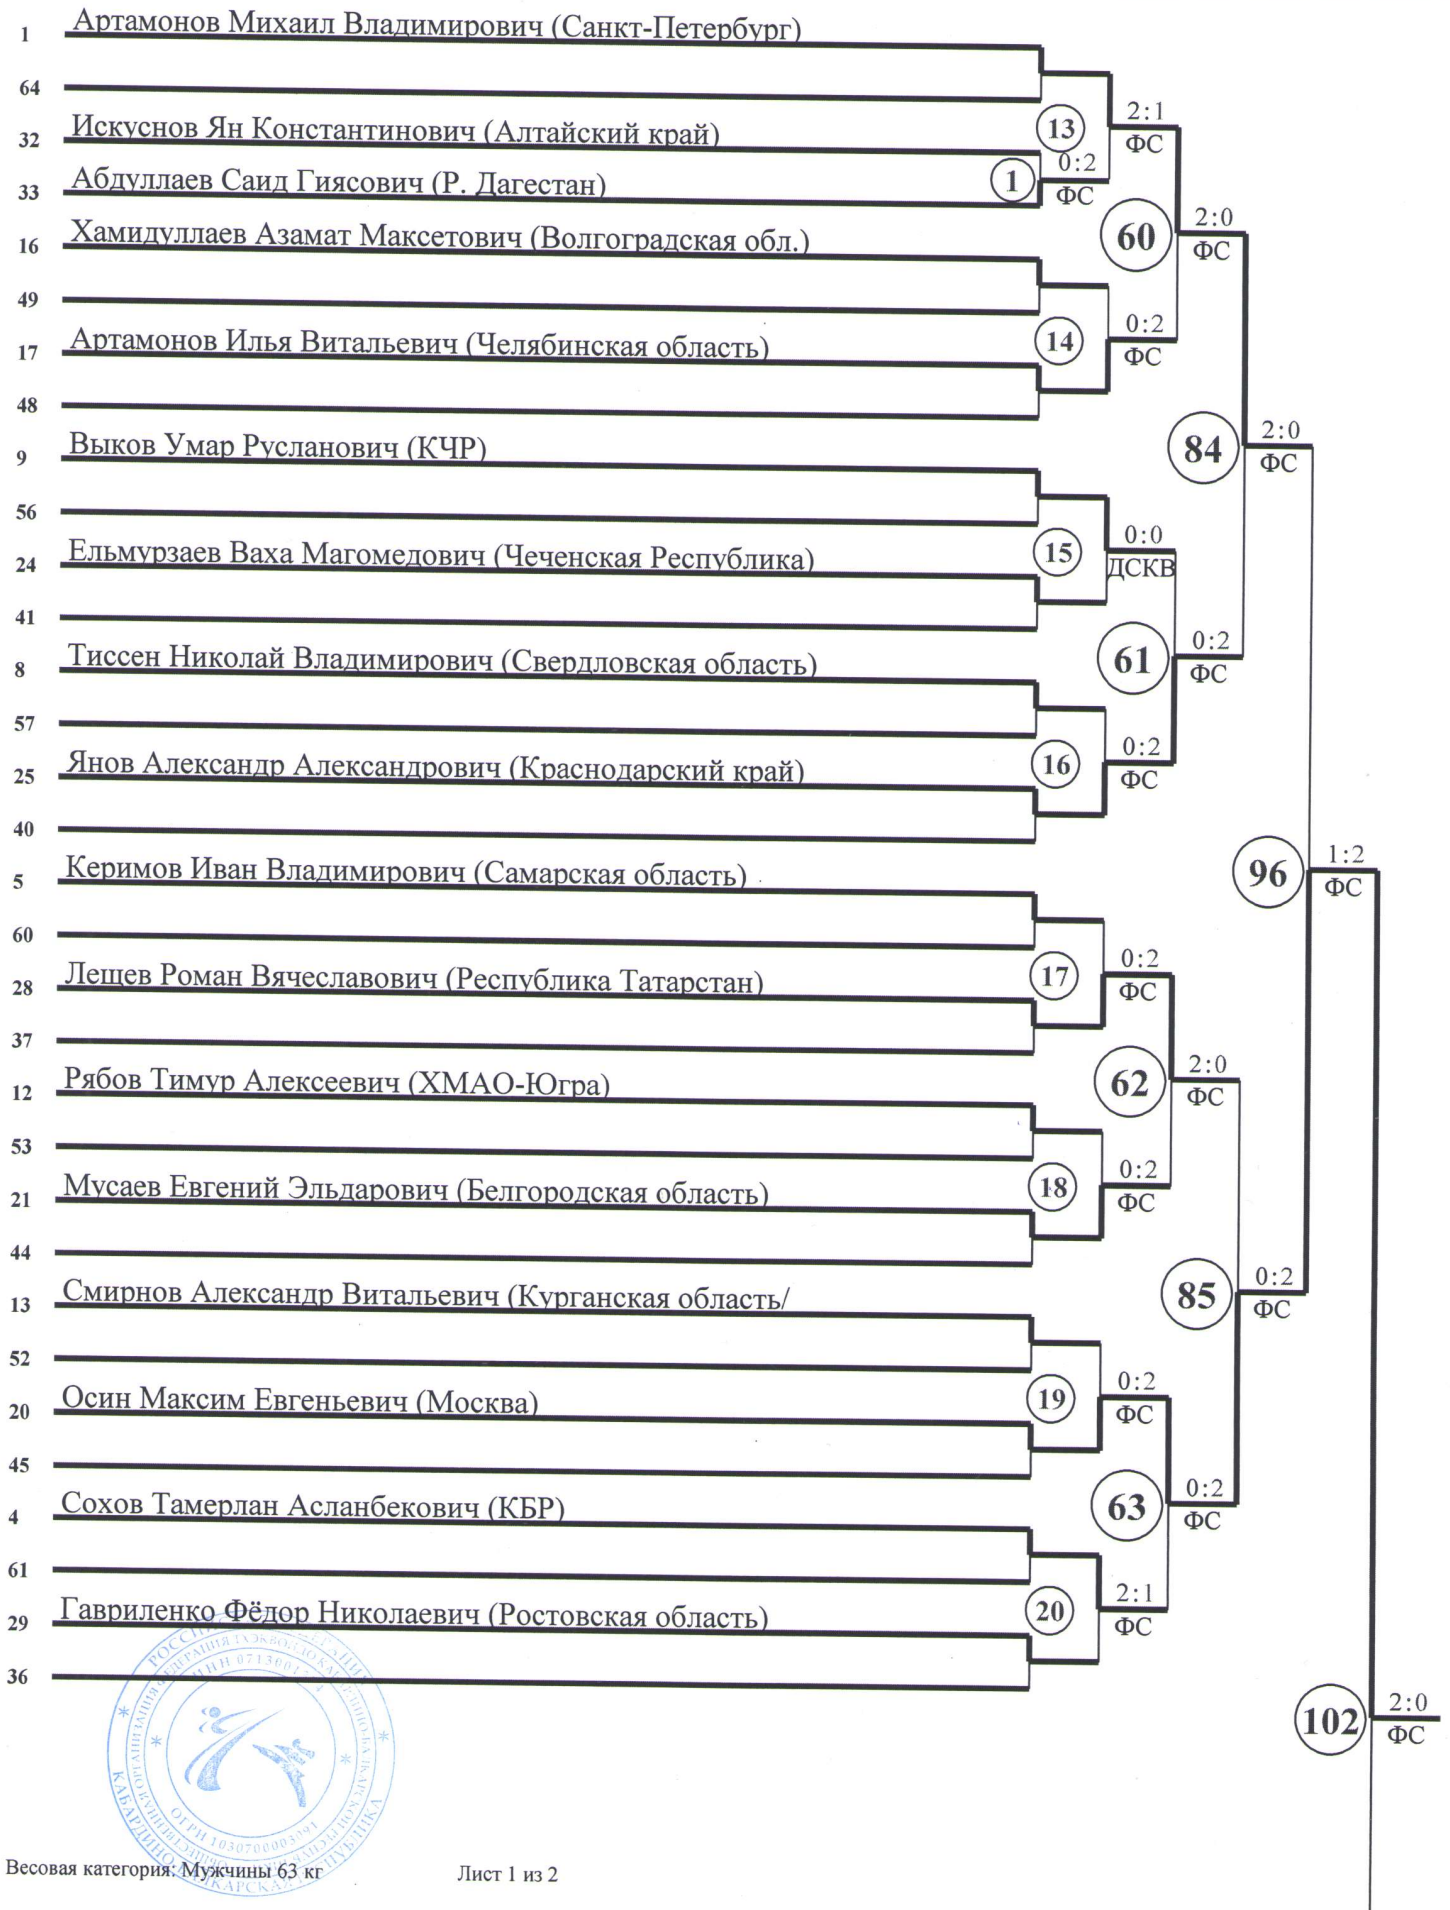 1 Артамонов Михаил Владимирович (Санкт-Петербург)
64
13 2:1 ФС
32 Искуснов Ян Константинович (Алтайский край)
1 0:2 ФС
33 Абдуллаев Саид Гиясович (Р. Дагестан)
60 2:0 ФС
16 Хамидуллаев Азамат Максетович (Волгоградская обл.)
49
14 0:2 ФС
17 Артамонов Илья Витальевич (Челябинская область)
48
84 2:0 ФС
9 Выков Умар Русланович (КЧР)
56
15 0:0 ДСКВ
24 Ельмурзаев Ваха Магомедович (Чеченская Республика)
41
61 0:2 ФС
8 Тиссен Николай Владимирович (Свердловская область)
57
16 0:2 ФС
25 Янов Александр Александрович (Краснодарский край)
40
96 1:2 ФС
5 Керимов Иван Владимирович (Самарская область)
60
17 0:2 ФС
28 Лещев Роман Вячеславович (Республика Татарстан)
37
62 2:0 ФС
12 Рябов Тимур Алексеевич (ХМАО-Югра)
53
18 0:2 ФС
21 Мусаев Евгений Эльдарович (Белгородская область)
44
85 0:2 ФС
13 Смирнов Александр Витальевич (Курганская область/
52
19 0:2 ФС
20 Осин Максим Евгеньевич (Москва)
45
63 0:2 ФС
4 Сохов Тамерлан Асланбекович (КБР)
61
20 2:1 ФС
29 Гавриленко Фёдор Николаевич (Ростовская область)
36
102 2:0 ФС
Весовая категория: Мужчины 63 кг Лист 1 из 2